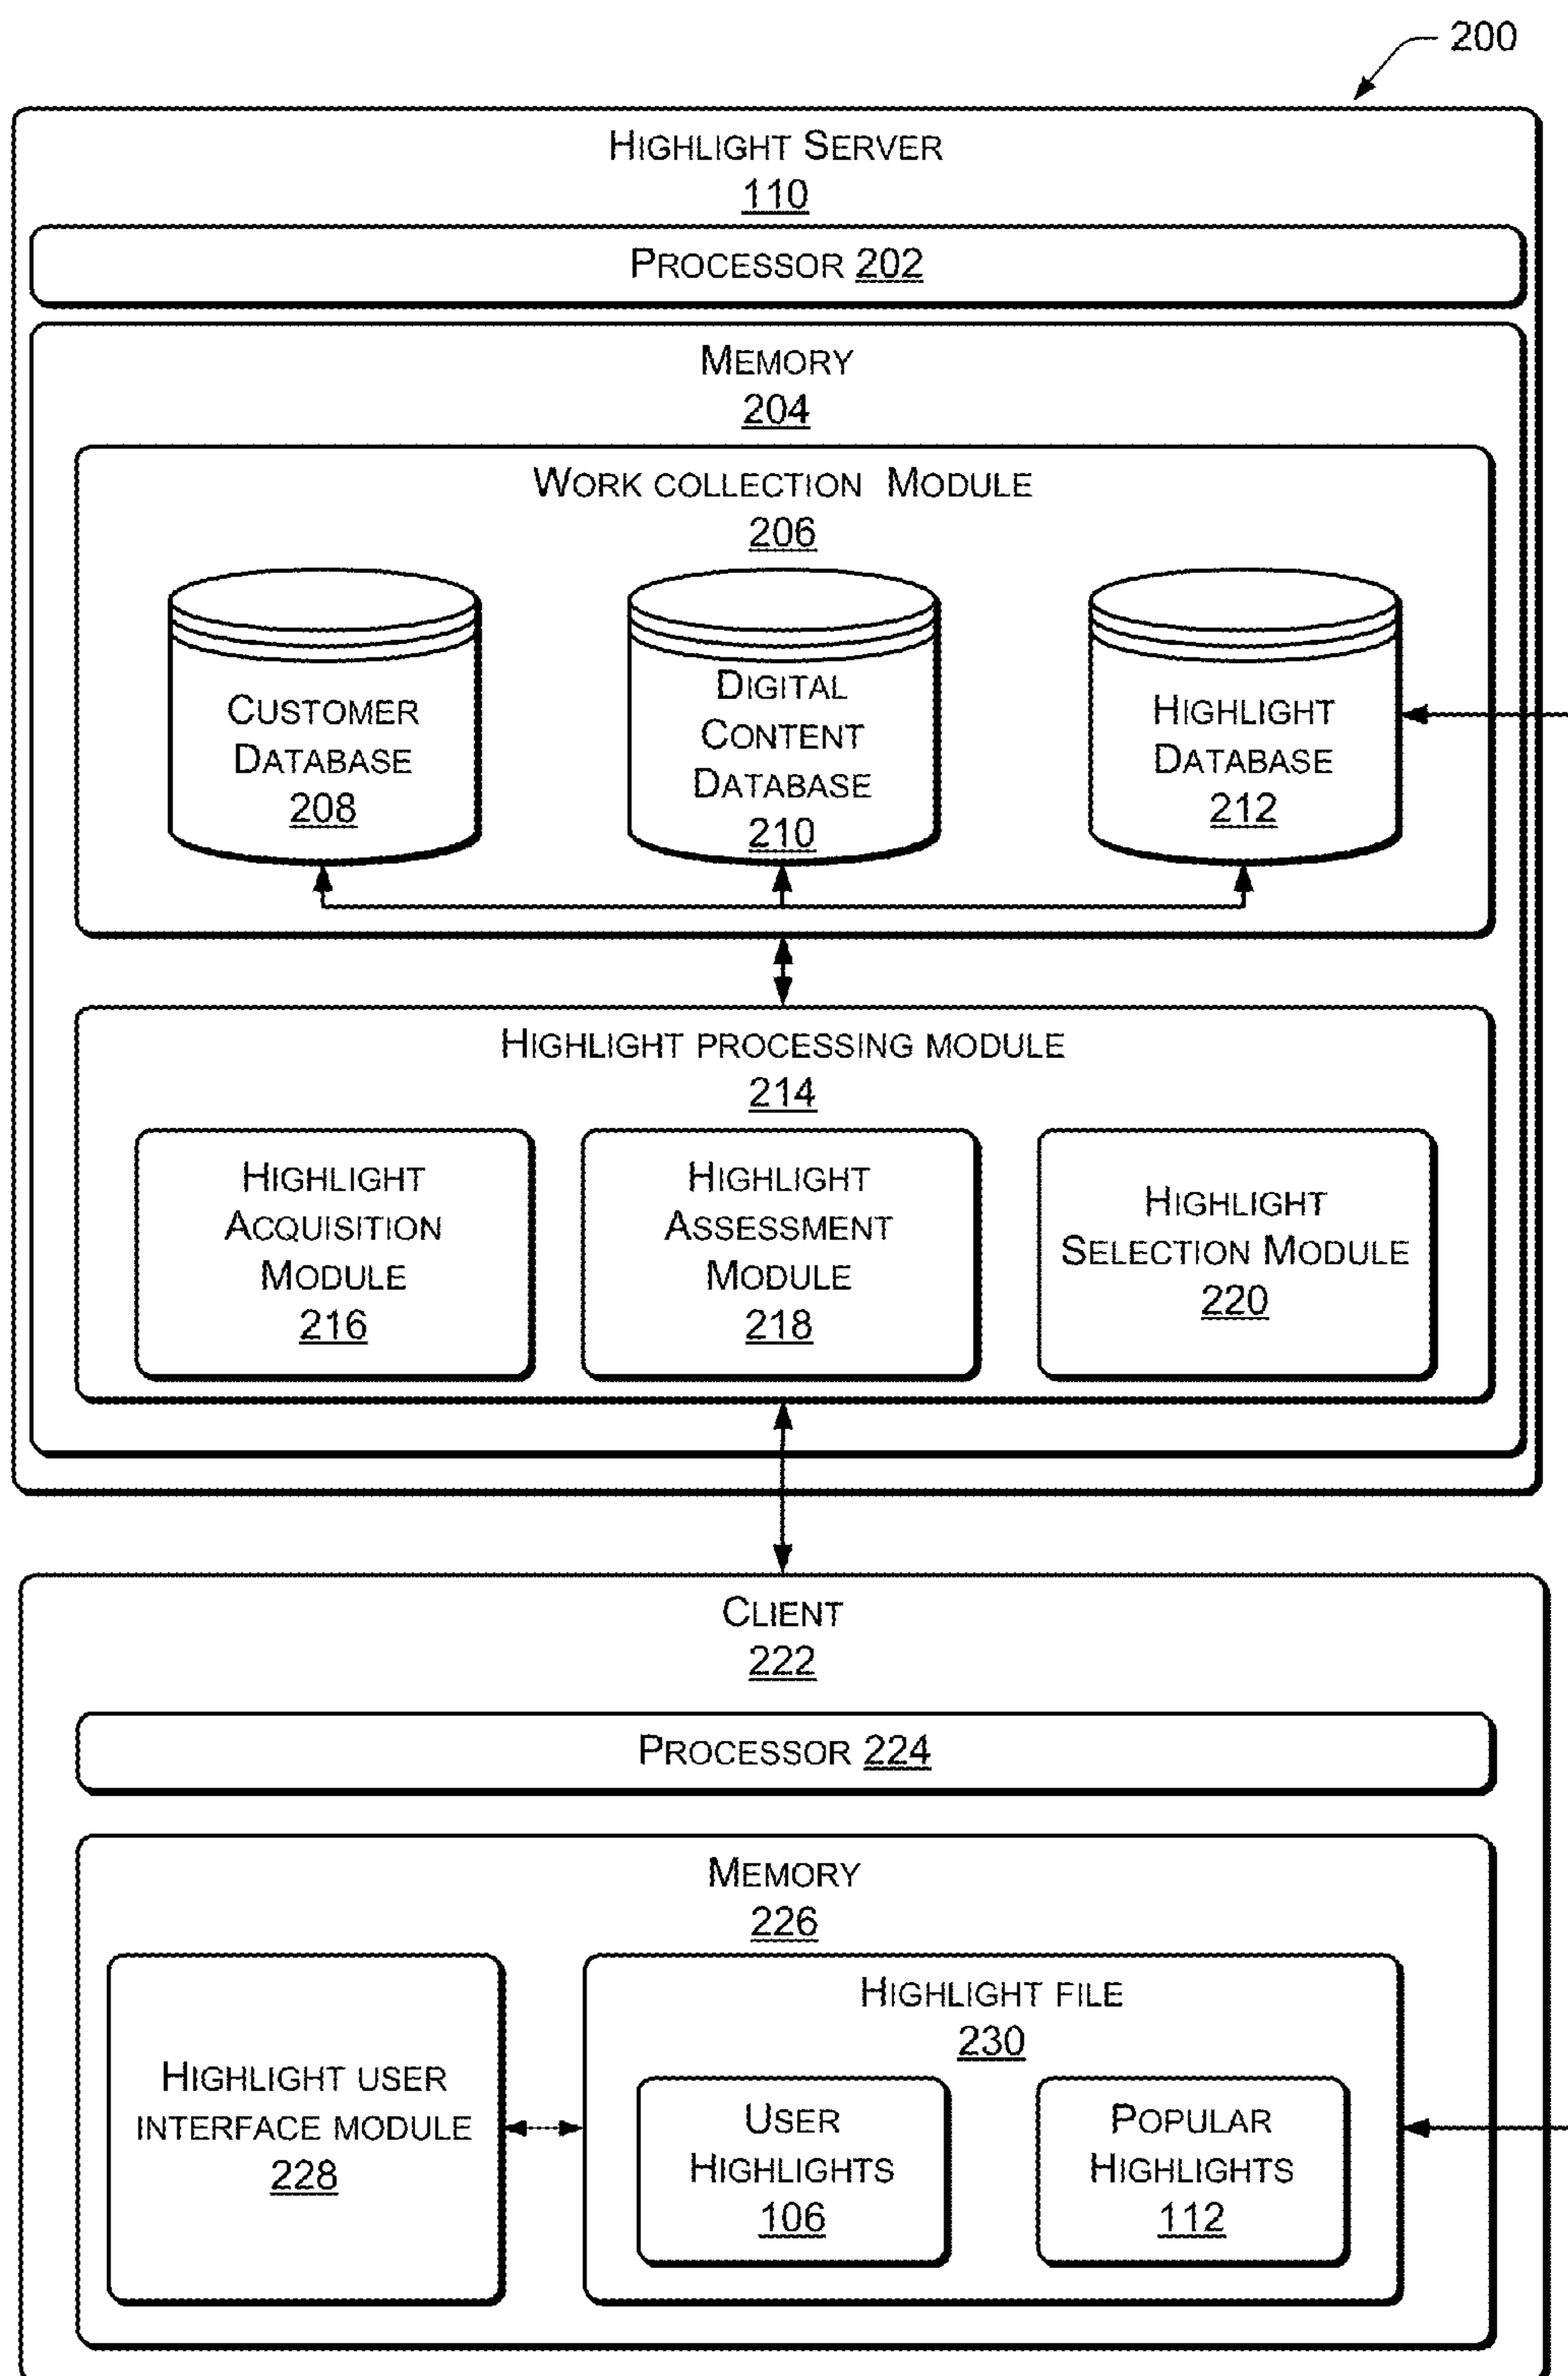 200
HIGHLIGHT SERVER
110
PROCESSOR 202
MEMORY
204
WORK COLLECTION MODULE
206
CUSTOMER
DATABASE
208
DIGITAL
CONTENT
DATABASE
210
HIGHLIGHT
DATABASE
212
HIGHLIGHT PROCESSING MODULE
214
HIGHLIGHT
ACQUISITION
MODULE
216
HIGHLIGHT
ASSESSMENT
MODULE
218
HIGHLIGHT
SELECTION MODULE
220
CLIENT
222
PROCESSOR 224
MEMORY
226
HIGHLIGHT USER
INTERFACE MODULE
228
HIGHLIGHT FILE
230
USER
HIGHLIGHTS
106
POPULAR
HIGHLIGHTS
112